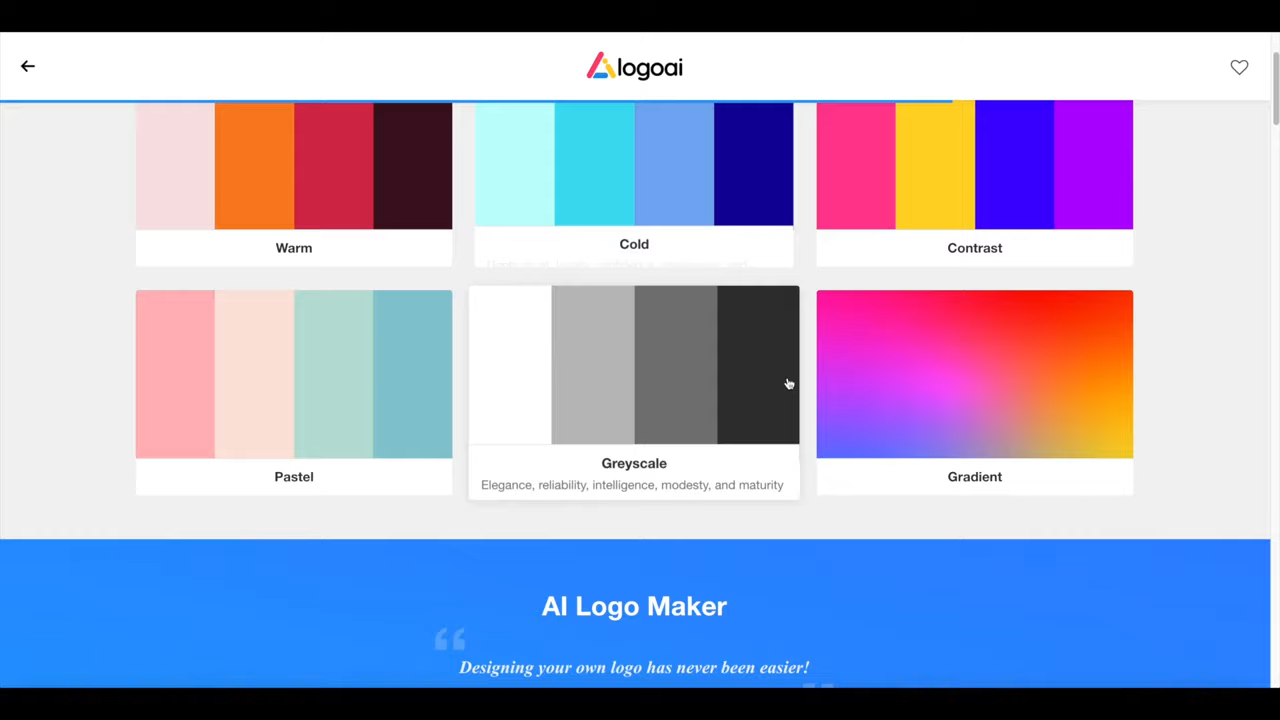 logoai
Warm
Cold
Contrast
Pastel
Greyscale
Elegance, reliability, intelligence, modesty, and maturity
Gradient
AI Logo Maker
“
Designing your own logo has never been easier!